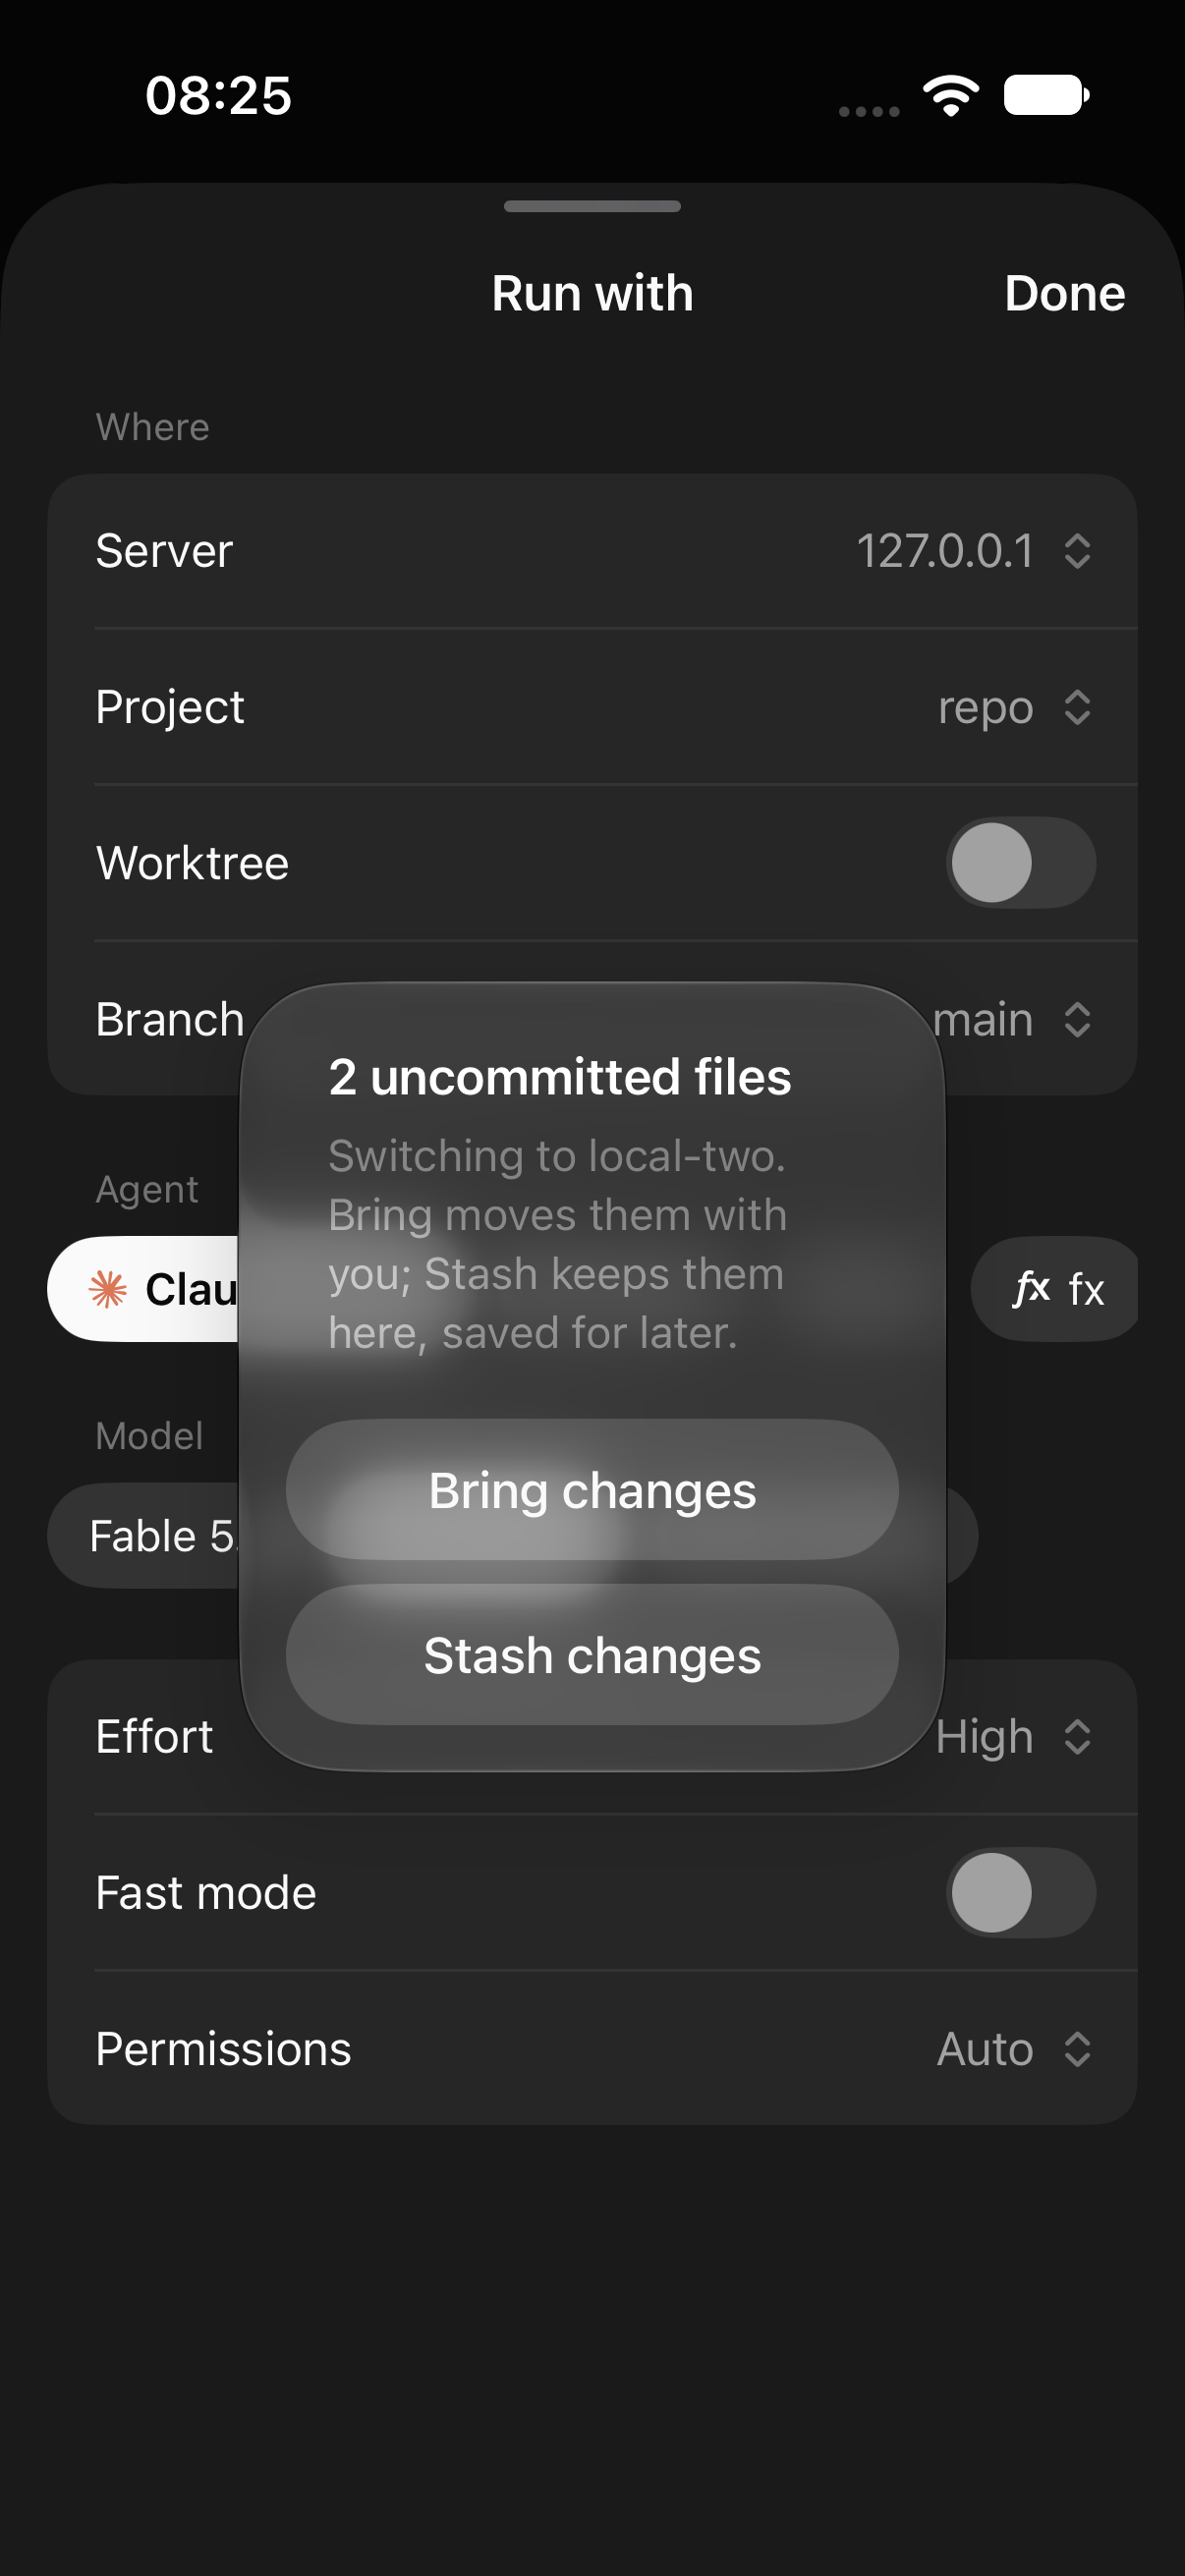 08:25
Run with
Done
Where
Server
127.0.0.1
Project
repo
Worktree
Branch
main
2 uncommitted files
Switching to local-two.
Bring moves them with
you; Stash keeps them
here, saved for later.
Agent
Clau
fx fx
Model
Fable 5.
Bring changes
Stash changes
Effort
High
Fast mode
Permissions
Auto